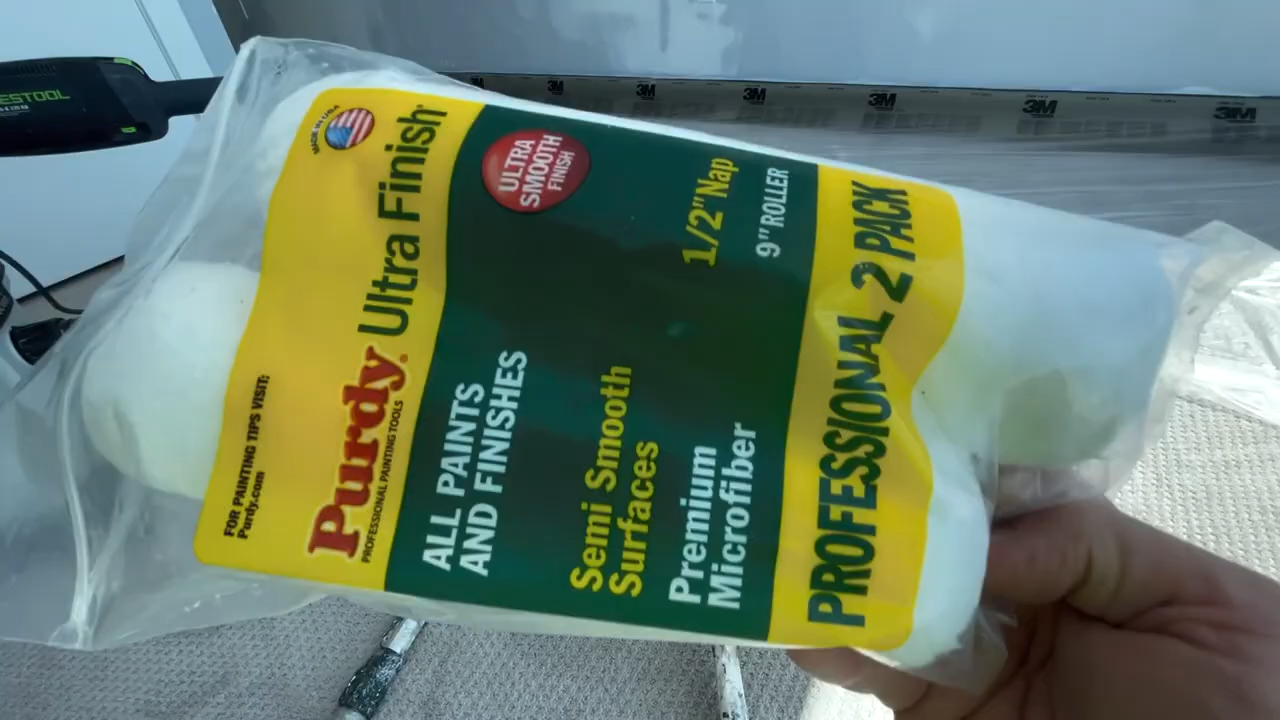 MADE IN USA
Purdy® Ultra Finish
PROFESSIONAL PAINTING TOOLS
FOR PAINTING TIPS VISIT:
Purdy.com
ULTRA
SMOOTH
FINISH
ALL PAINTS
AND FINISHES
Semi Smooth
Surfaces
1/2" Nap
9" ROLLER
Premium
Microfiber
PROFESSIONAL 2 PACK
ESTOOL
3M
3M
3M
3M
3M
3M
3M